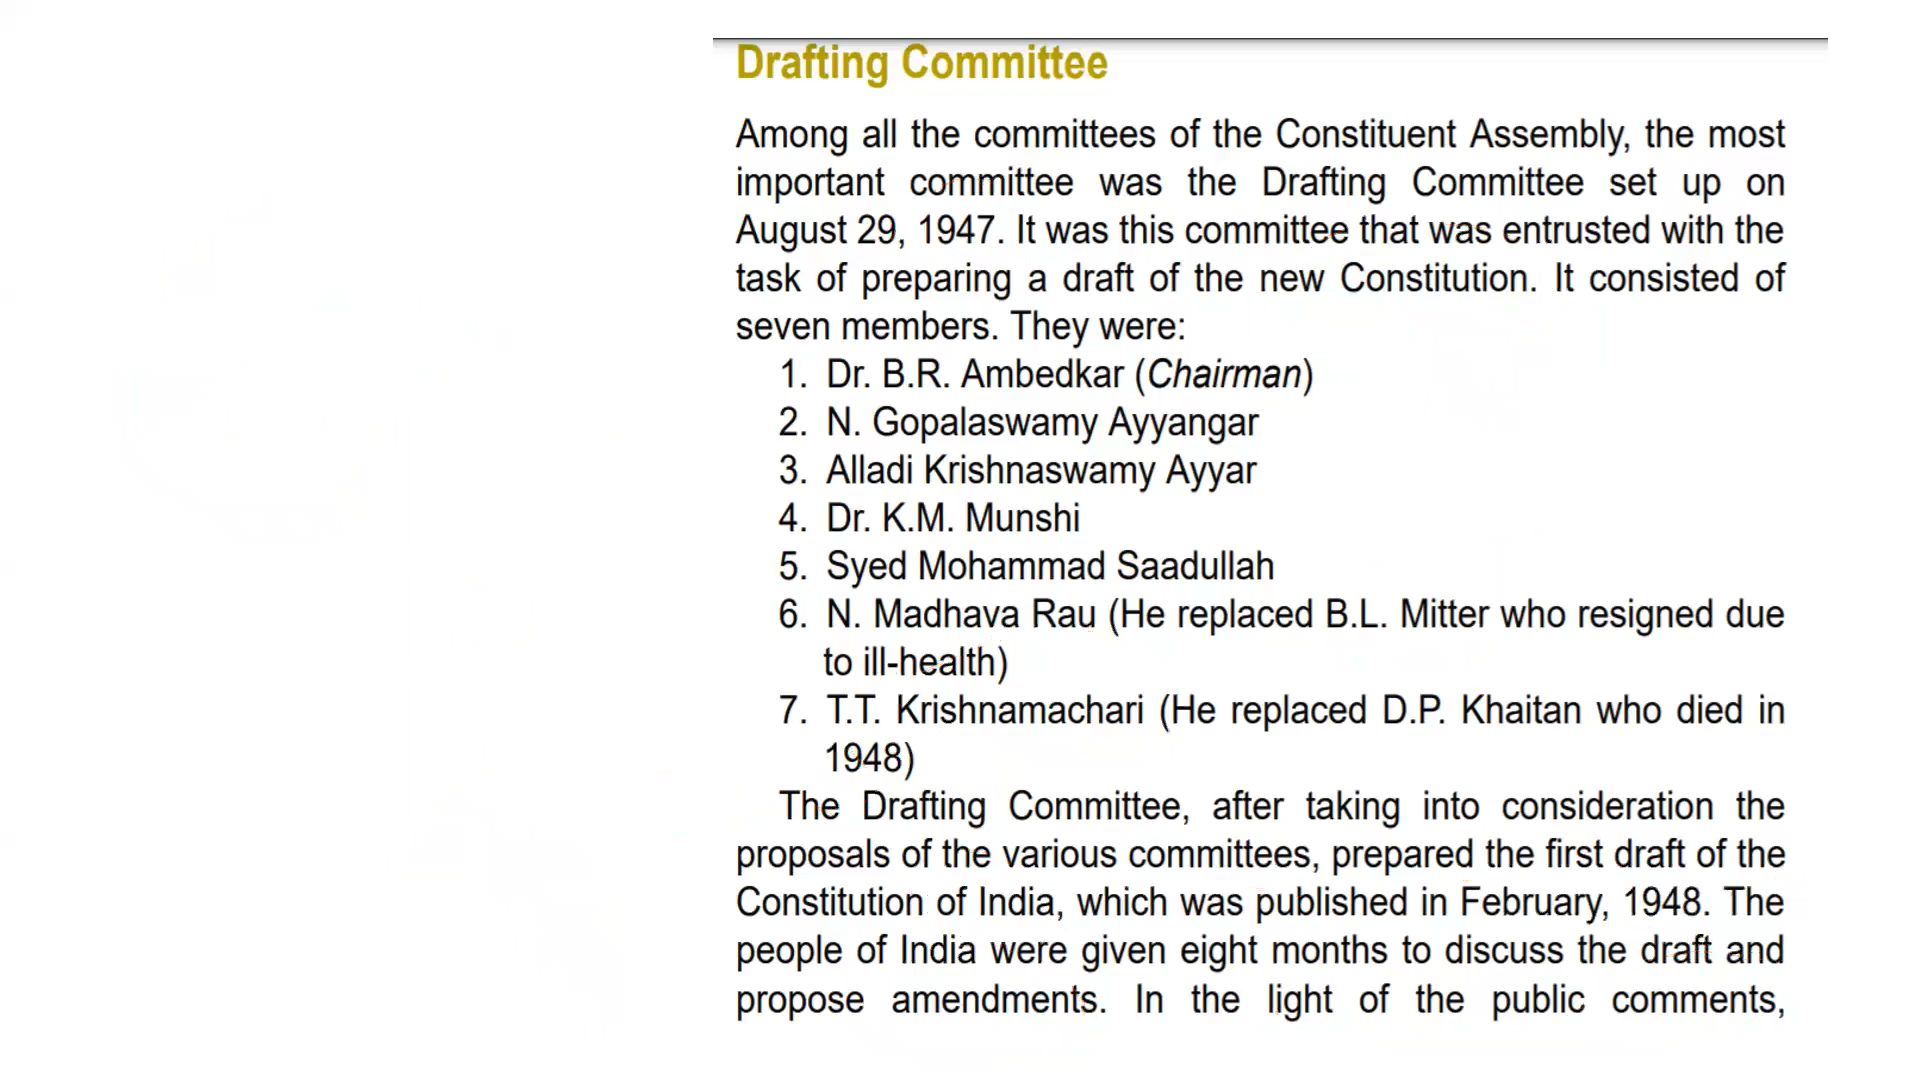 Drafting Committee
Among all the committees of the Constituent Assembly, the most
important committee was the Drafting Committee set up on
August 29, 1947. It was this committee that was entrusted with the
task of preparing a draft of the new Constitution. It consisted of
seven members. They were:
1. Dr. B.R. Ambedkar (Chairman)
2. N. Gopalaswamy Ayyangar
3. Alladi Krishnaswamy Ayyar
4. Dr. K.M. Munshi
5. Syed Mohammad Saadullah
6. N. Madhava Rau (He replaced B.L. Mitter who resigned due
to ill-health)
7. T.T. Krishnamachari (He replaced D.P. Khaitan who died in
1948)
The Drafting Committee, after taking into consideration the
proposals of the various committees, prepared the first draft of the
Constitution of India, which was published in February, 1948. The
people of India were given eight months to discuss the draft and
propose amendments. In the light of the public comments,